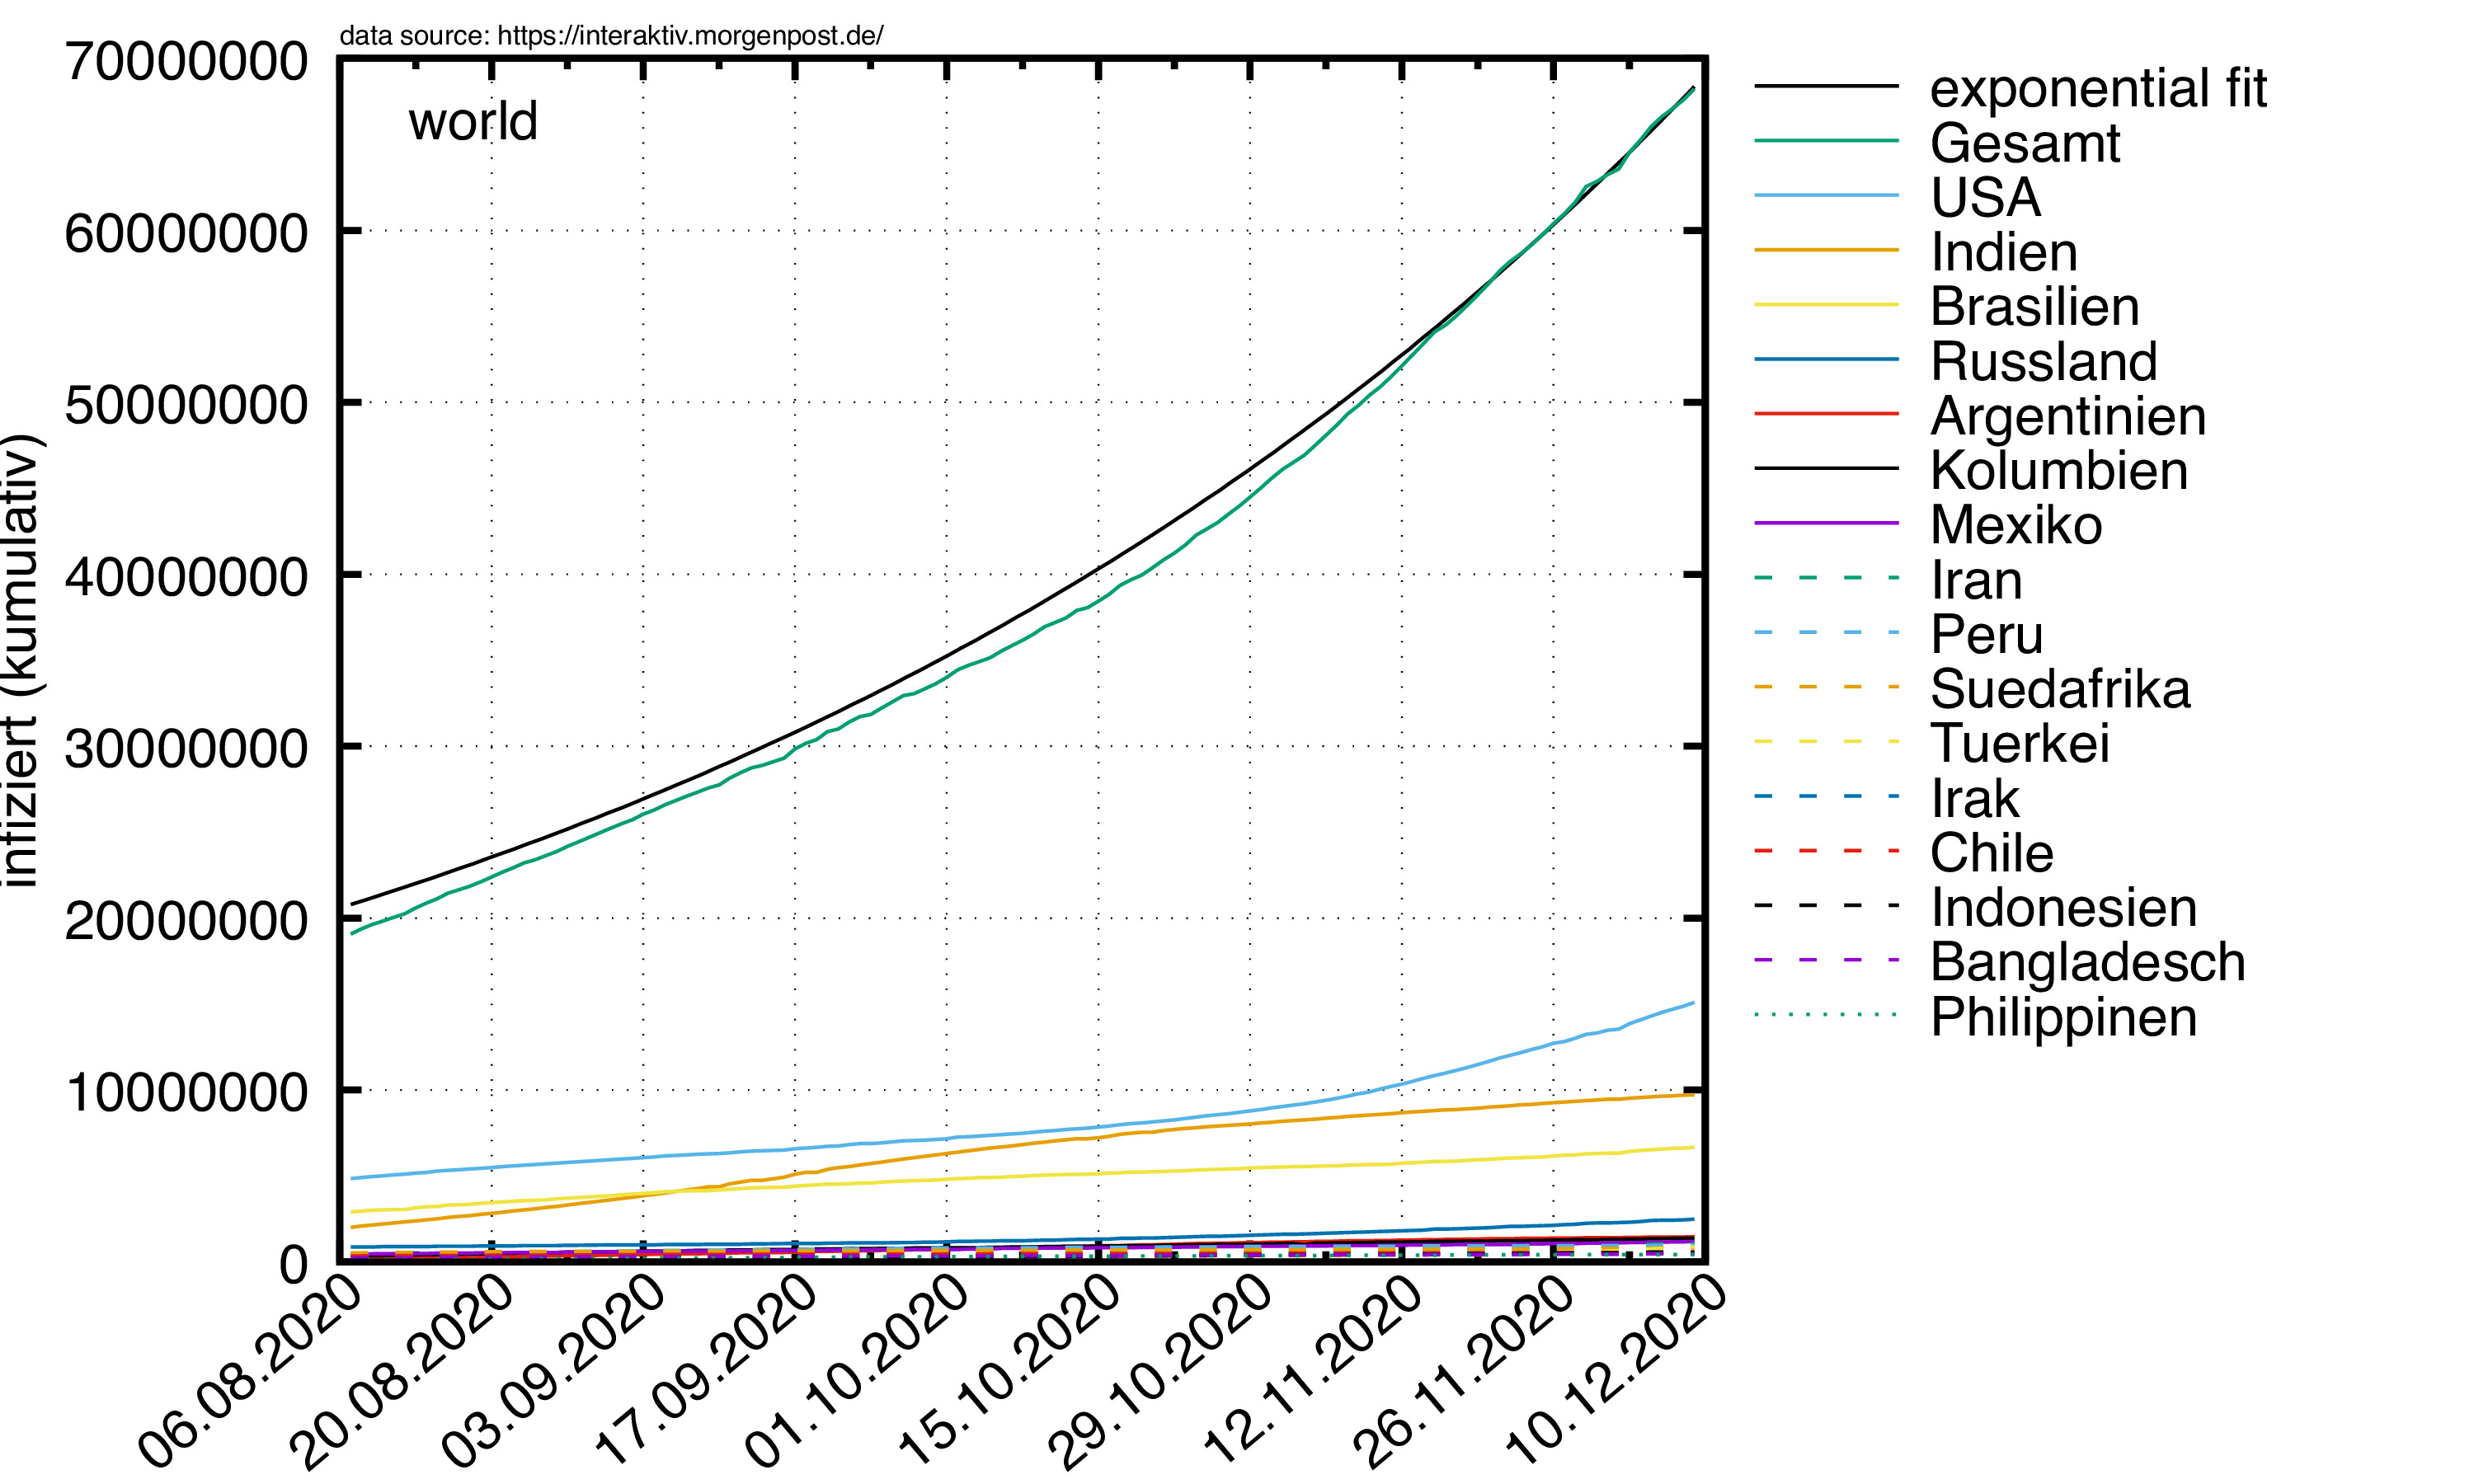 data source: https://interaktiv.morgenpost.de/
70000000
60000000
50000000
40000000
30000000
20000000
10000000
0
infiziert (kumulativ)
world
06.08.2020
20.08.2020
03.09.2020
17.09.2020
01.10.2020
15.10.2020
29.10.2020
12.11.2020
26.11.2020
10.12.2020
exponential fit
Gesamt
USA
Indien
Brasilien
Russland
Argentinien
Kolumbien
Mexiko
Iran
Peru
Suedafrika
Tuerkei
Irak
Chile
Indonesien
Bangladesch
Philippinen